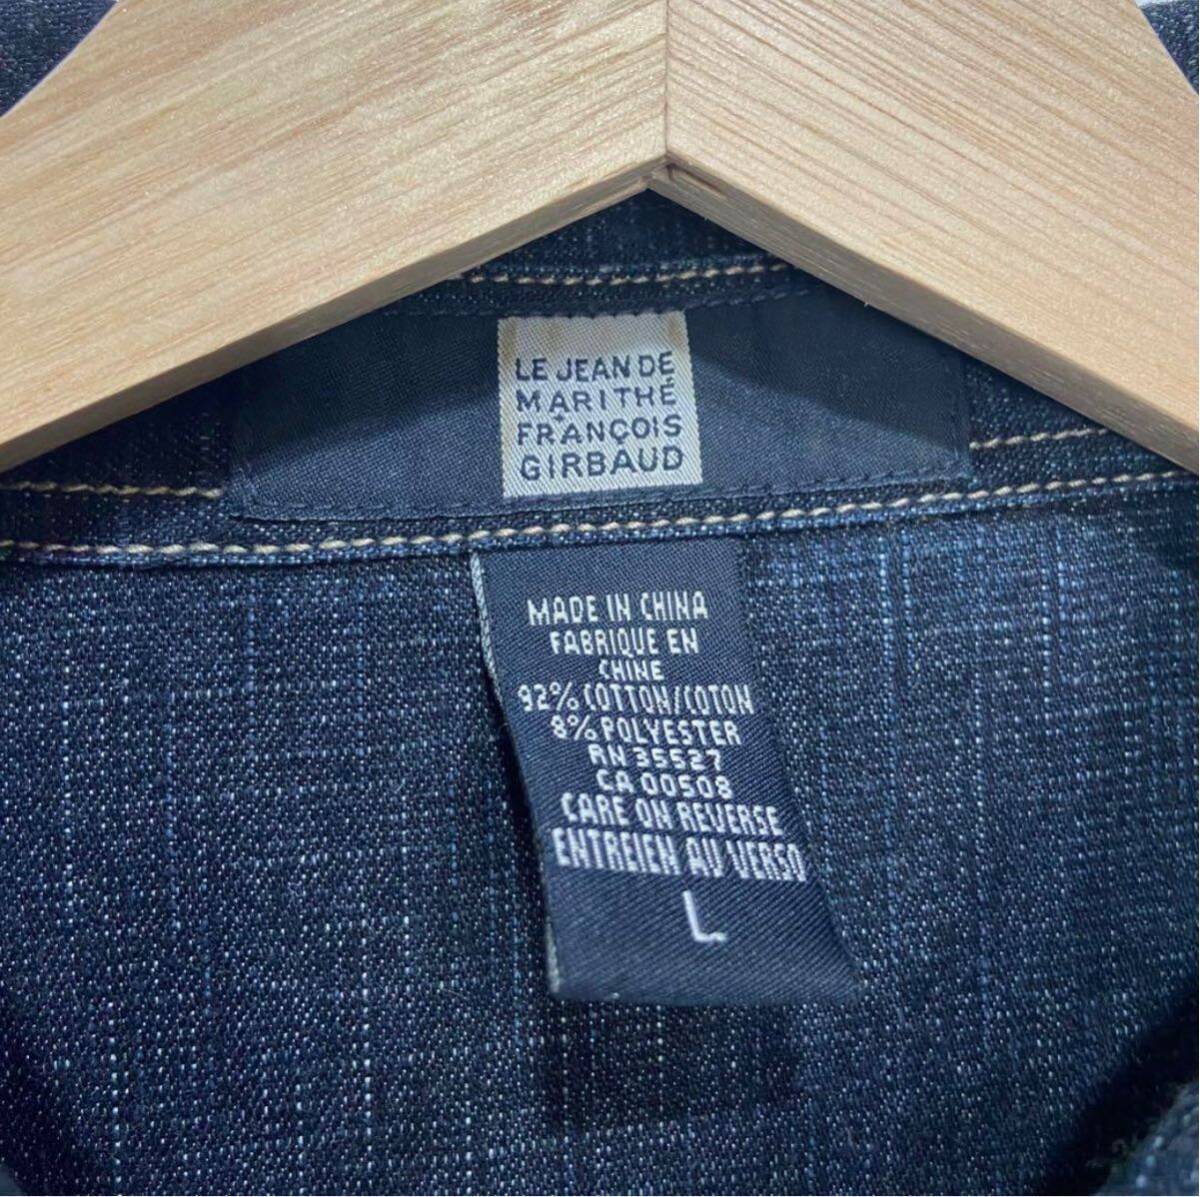 LE JEAN DE
MARITHÉ
+
FRANÇOIS
GIRBAUD
MADE IN CHINA
FABRIQUE EN
CHINE
92% COTTON/COTON
8% POLYESTER
RN 35527
CA 00508
CARE ON REVERSE
ENTREIEN AU VERSO
L